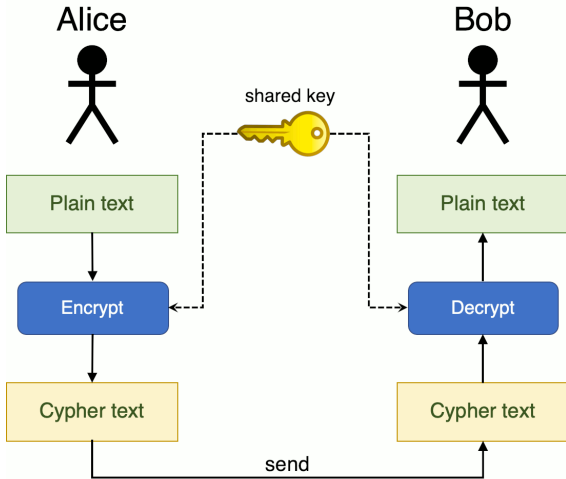 Alice
Bob
shared key
Plain text
Plain text
Encrypt
Decrypt
Cypher text
Cypher text
send